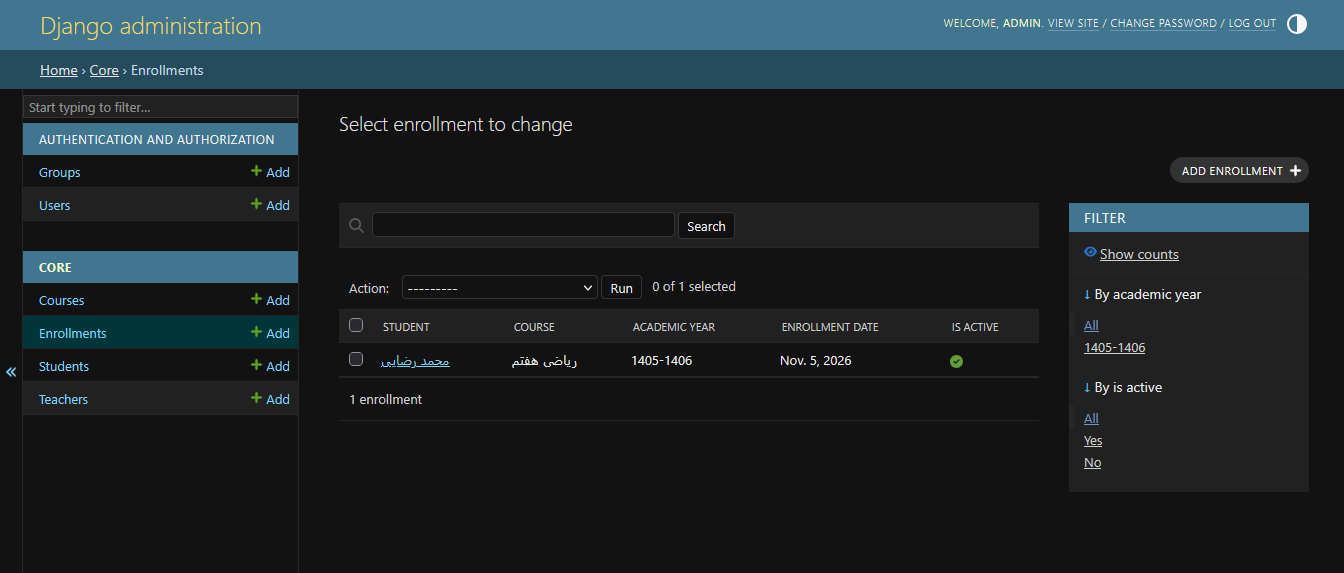 Django administration
WELCOME, ADMIN. VIEW SITE / CHANGE PASSWORD / LOG OUT
Home › Core › Enrollments
Start typing to filter...
AUTHENTICATION AND AUTHORIZATION
Groups + Add
Users + Add
CORE
Courses + Add
Enrollments + Add
Students + Add
Teachers + Add
«
Select enrollment to change
ADD ENROLLMENT +
Search
Action: --------- Run 0 of 1 selected
STUDENT COURSE ACADEMIC YEAR ENROLLMENT DATE IS ACTIVE
محمد رضایی ریاضی هفتم 1405-1406 Nov. 5, 2026
1 enrollment
FILTER
Show counts
↓ By academic year
All
1405-1406
↓ By is active
All
Yes
No